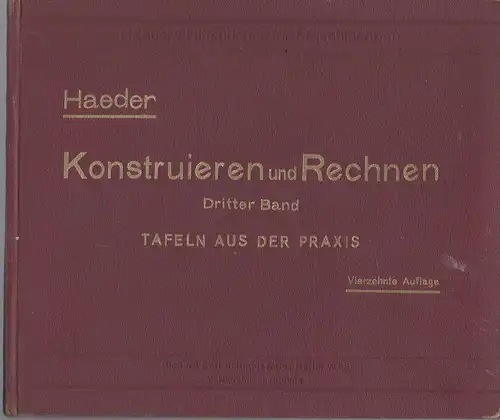 Haeder
Konstruieren und Rechnen
Dritter Band
TAFELN AUS DER PRAXIS
Vierzehnte Auflage